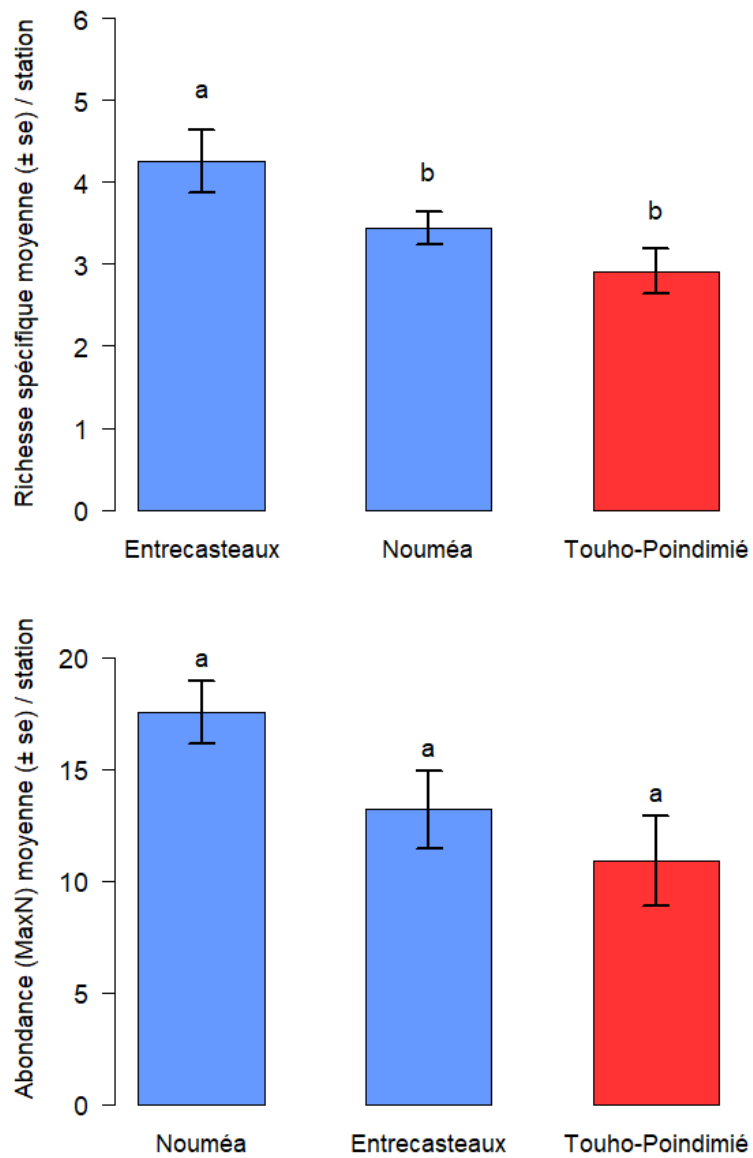 Richesse spécifique moyenne (± se) / station
6
5
4
3
2
1
0
a
b
b
Entrecasteaux Nouméa Touho-Poindimié
Abondance (MaxN) moyenne (± se) / station
20
15
10
5
0
a
a
a
Nouméa Entrecasteaux Touho-Poindimié